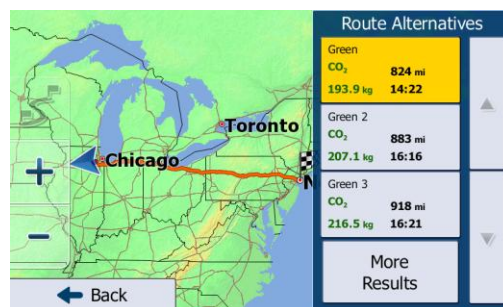 Toronto
Chicago
N
+
−
Back
Route Alternatives
Green
CO₂ 824 mi
193.9 kg 14:22
Green 2
CO₂ 883 mi
207.1 kg 16:16
Green 3
CO₂ 918 mi
216.5 kg 16:21
More
Results